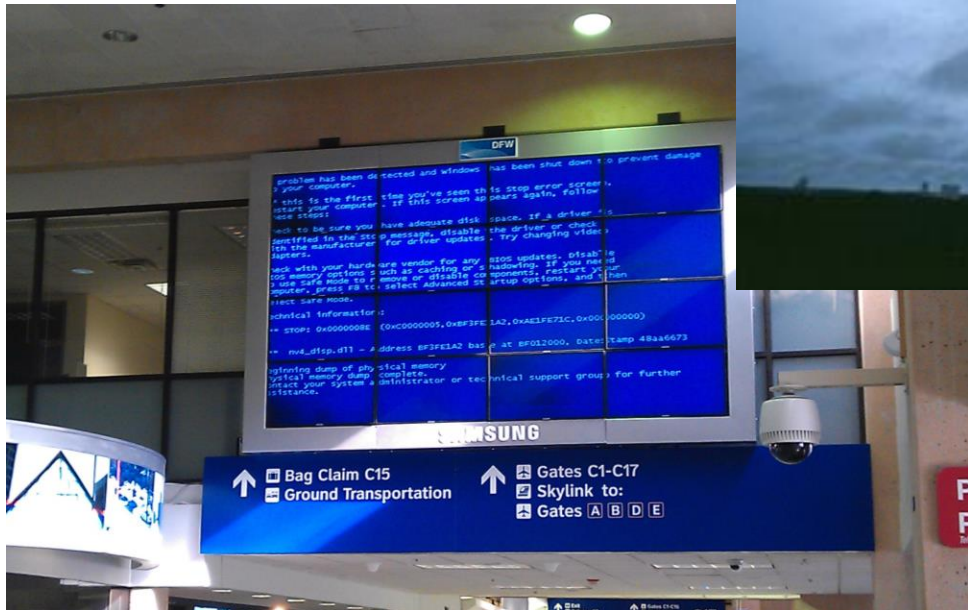 DFW
problem has been detected and windows has been shut down to prevent damage
your computer.
this is the first time you've seen this stop error screen,
start your computer. If this screen appears again, follow
ese steps:
eck to be sure you have adequate disk space. If a driver is
dentified in the stop message, disable the driver or check
ith the manufacturer for driver updates. Try changing video
dapters.
eck with your hardware vendor for any BIOS updates. Disable
IOS memory options such as caching or shadowing. If you need
o use Safe Mode to remove or disable components, restart your
omputer, press F8 to select Advanced Startup options, and then
elect Safe Mode.
echnical information:
** STOP: 0x0000008E (0xC0000005,0xBF3FE1A2,0xAE1FE71C,0x00000000)
** nv4_disp.dll - Address BF3FE1A2 base at BF012000, Datestamp 48aa6673
eginning dump of physical memory
ysical memory dump complete.
ontact your system administrator or technical support group for further
sistance.
SAMSUNG
Bag Claim C15
Ground Transportation
Gates C1-C17
Skylink to:
Gates A B D E